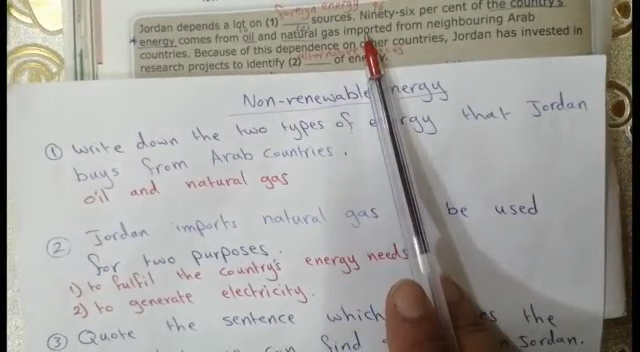 foreign energy
Jordan depends a lot on (1) ____ sources. Ninety-six per cent of the country's
energy comes from oil and natural gas imported from neighbouring Arab
countries. Because of this dependence on other countries, Jordan has invested in
research projects to identify (2) ____ of energy.
Non-renewable energy
① Write down the two types of energy that Jordan
buys from Arab Countries.
oil and natural gas
② Jordan imports natural gas be used
for two purposes.
1) to fulfil the country's energy needs
2) to generate electricity.
③ Quote the sentence which the
can find Jordan.